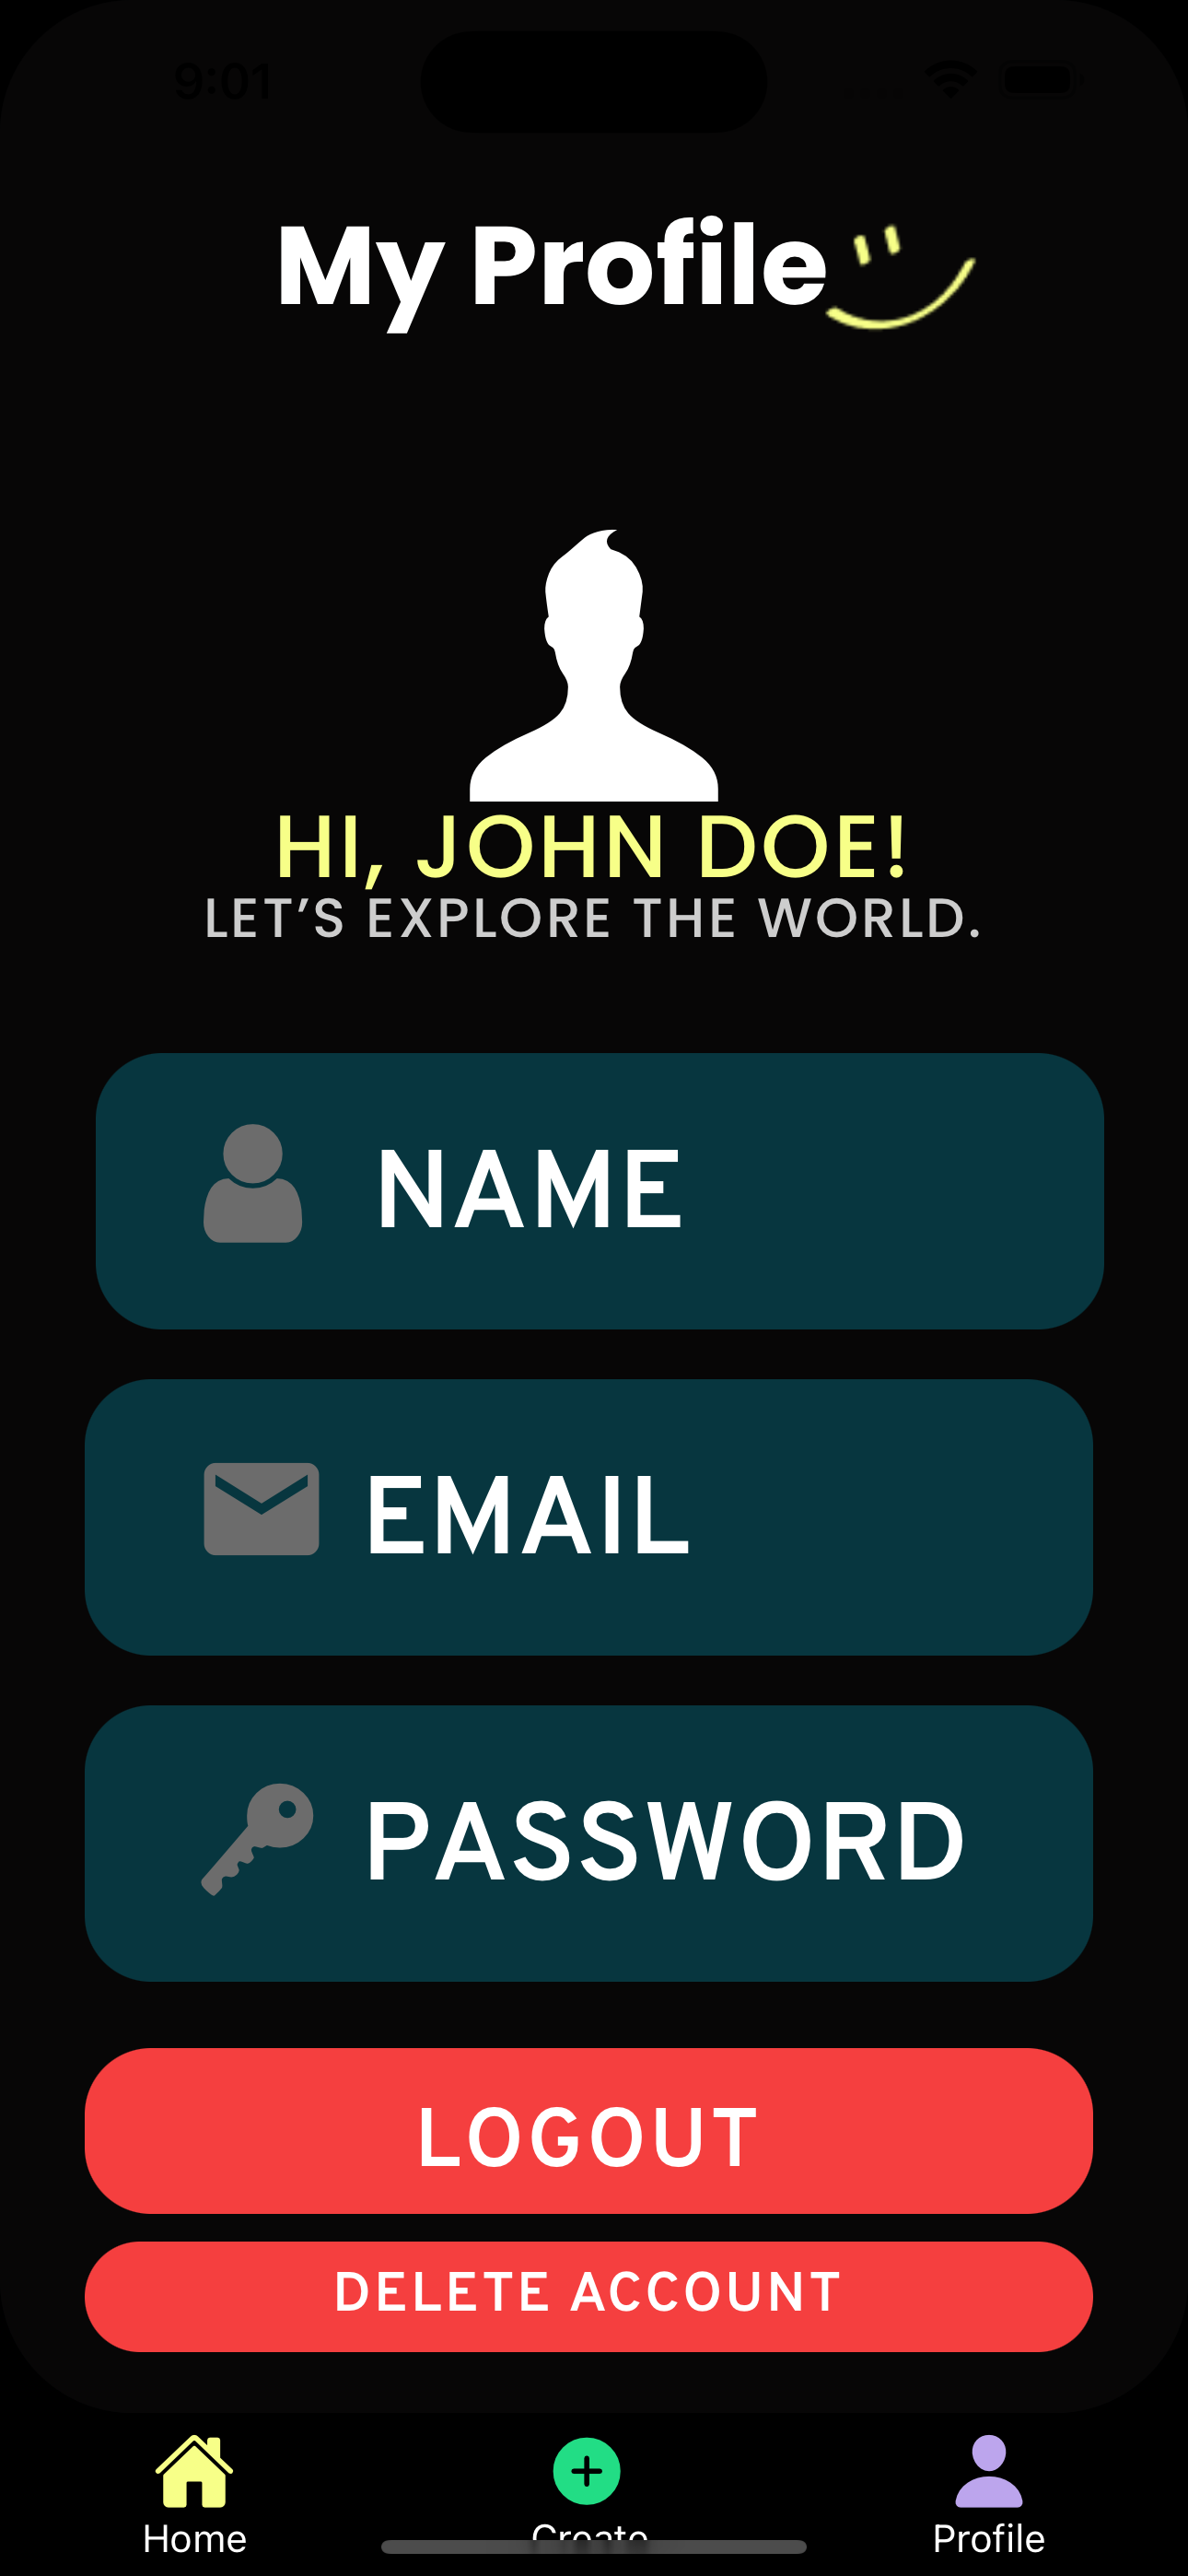 9:01
My Profile
HI, JOHN DOE!
LET’S EXPLORE THE WORLD.
NAME
EMAIL
PASSWORD
LOGOUT
DELETE ACCOUNT
Home
Create
Profile